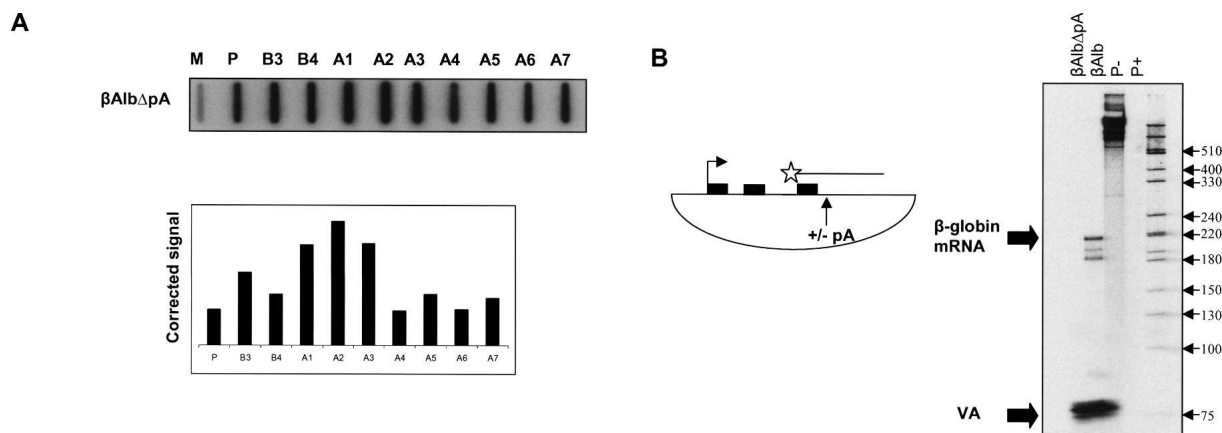 A
M P B3 B4 A1 A2 A3 A4 A5 A6 A7
βAlbΔpA
Corrected signal
P B3 B4 A1 A2 A3 A4 A5 A6 A7
B
+/- pA
βAlbΔpA
βAlb
P-
P+
β-globin
mRNA
VA
510
400
330
240
220
180
150
130
100
75